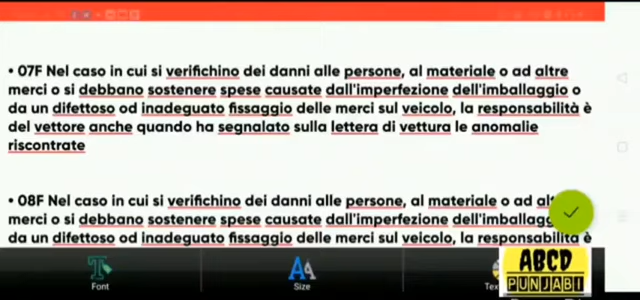 • 07F Nel caso in cui si verifichino dei danni alle persone, al materiale o ad altre
merci o si debbano sostenere spese causate dall'imperfezione dell'imballaggio o
da un difettoso od inadeguato fissaggio delle merci sul veicolo, la responsabilità è
del vettore anche quando ha segnalato sulla lettera di vettura le anomalie
riscontrate
• 08F Nel caso in cui si verifichino dei danni alle persone, al materiale o ad
merci o si debbano sostenere spese causate dall'imperfezione
da un difettoso od inadeguato fissaggio delle merci sul veicolo, la responsabilità è
Font
Size
ABCD
PUNJABI